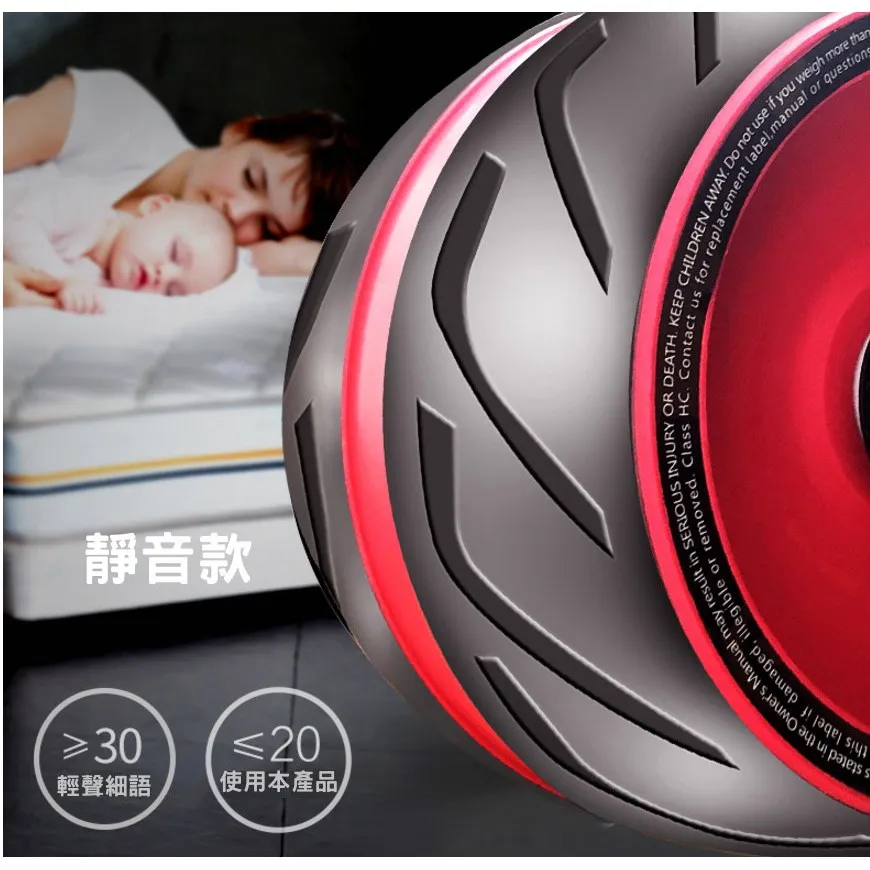 Do not use if you weigh more than
s stated in the Owner's Manual may result in SERIOUS INJURY OR DEATH. KEEP CHILDREN AWAY.
this label if damaged, illegible or removed. Class HC. Contact us for replacement label, manual or questions
靜音款
≥30
輕聲細語
≤20
使用本產品